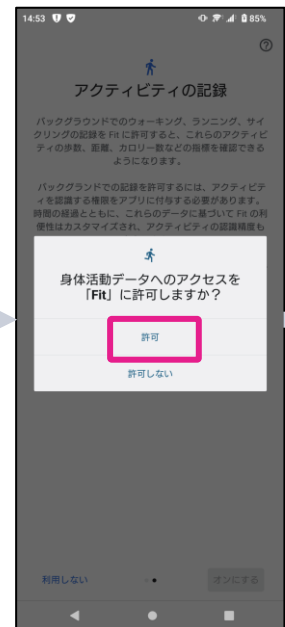 14:53
85%
アクティビティの記録
バックグラウンドでのウォーキング、ランニング、サイ
クリングの記録を Fit に許可すると、これらのアクティビ
ティの歩数、距離、カロリー数などの指標を確認できる
ようになります。
バックグランドでの記録を許可するには、アクティビテ
ィを認識する権限をアプリに付与する必要があります。
時間の経過とともに、これらのデータに基づいて Fit の利
便性はカスタマイズされ、アクティビティの認識精度も
身体活動データへのアクセスを
「Fit」に許可しますか？
許可
許可しない
利用しない
オンにする